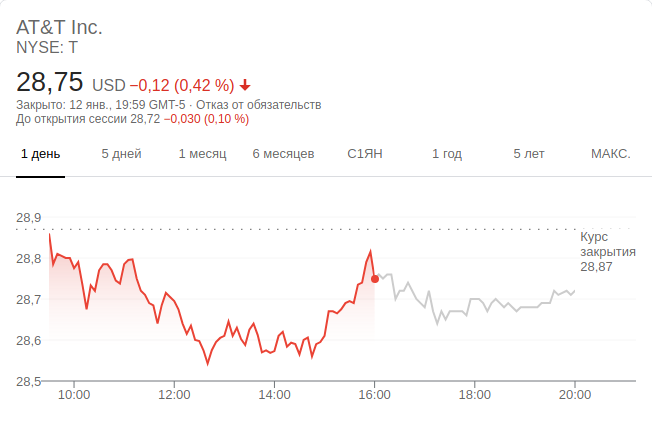 AT&T Inc.
NYSE: T
28,75 USD −0,12 (0,42 %)
Закрыто: 12 янв., 19:59 GMT-5 · Отказ от обязательств
До открытия сессии 28,72 −0,030 (0,10 %)
1 день 5 дней 1 месяц 6 месяцев С1ЯН 1 год 5 лет МАКС.
28,9
Курс
закрытия
28,87
28,8
28,7
28,6
28,5
10:00 12:00 14:00 16:00 18:00 20:00